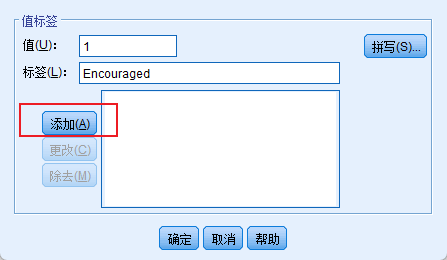 值标签
值(U): 1
拼写(S)...
标签(L): Encouraged
添加(A)
更改(C)
除去(M)
确定 取消 帮助